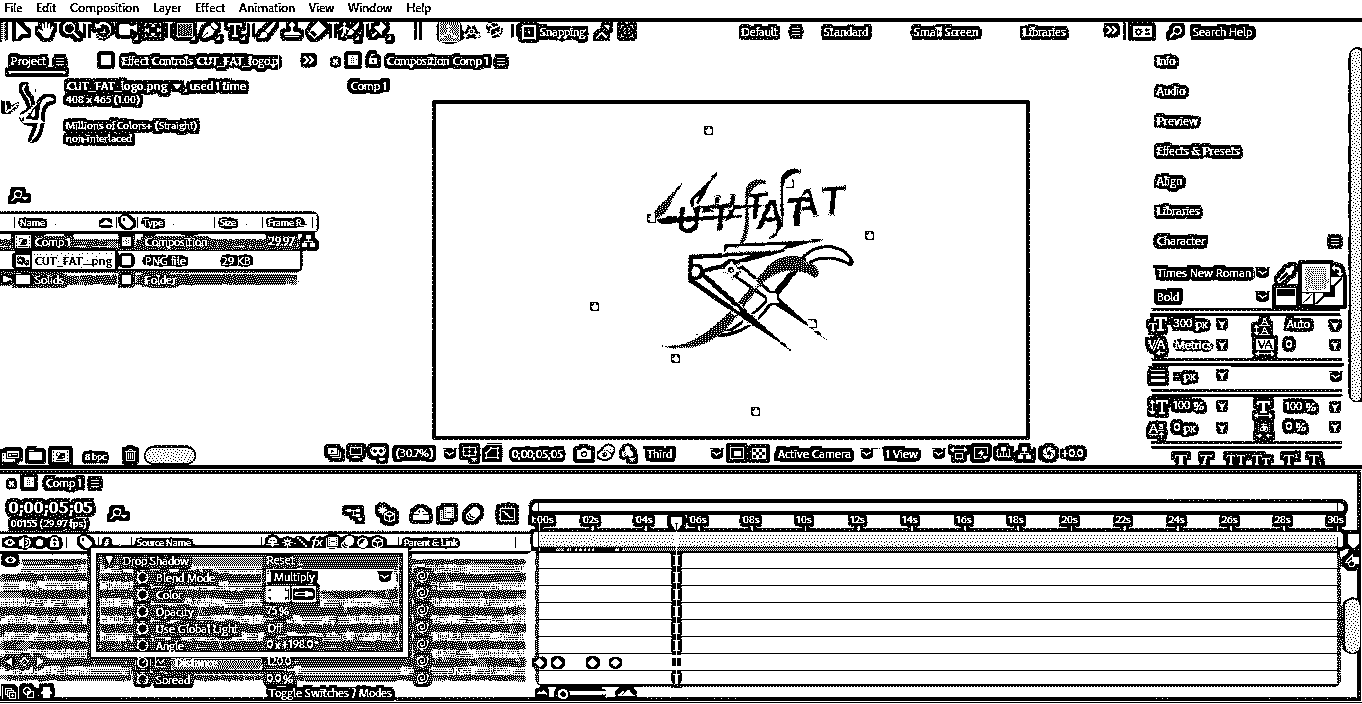 File Edit Composition Layer Effect Animation View Window Help
Snapping Default Standard Small Screen Libraries Search Help
Project Effect Controls CUT_FAT_logo.p Composition Comp 1 Info
CUT_FAT_logo.png, used 1 time Comp 1
408 x 465 (1.00) Audio
Millions of Colors+ (Straight) Preview
non-interlaced
Effects & Presets
Align
CUT FAT
Libraries
Name Type Size Frame R..
Comp 1 Composition 29.97 Character
CUT_FAT_.png PNG file 29 KB
Solids Folder Times New Roman
Bold
300 px Auto
Metrics 0
- px
100 % 100 %
0 px 0 %
8 bpc (30.7%) 0;00;05;05 Third Active Camera 1 View +0.0
T T TT Tt T T
Comp 1
0;00;05;05
00155 (29.97 fps)
:00s 02s 04s 06s 08s 10s 12s 14s 16s 18s 20s 22s 24s 26s 28s 30s
Source Name Parent & Link
Drop Shadow Reset
Blend Mode Multiply
Color
Opacity 75 %
Use Global Light Off
Angle 0 x +198.0
Distance 120.0
Spread 0.0 %
Toggle Switches / Modes